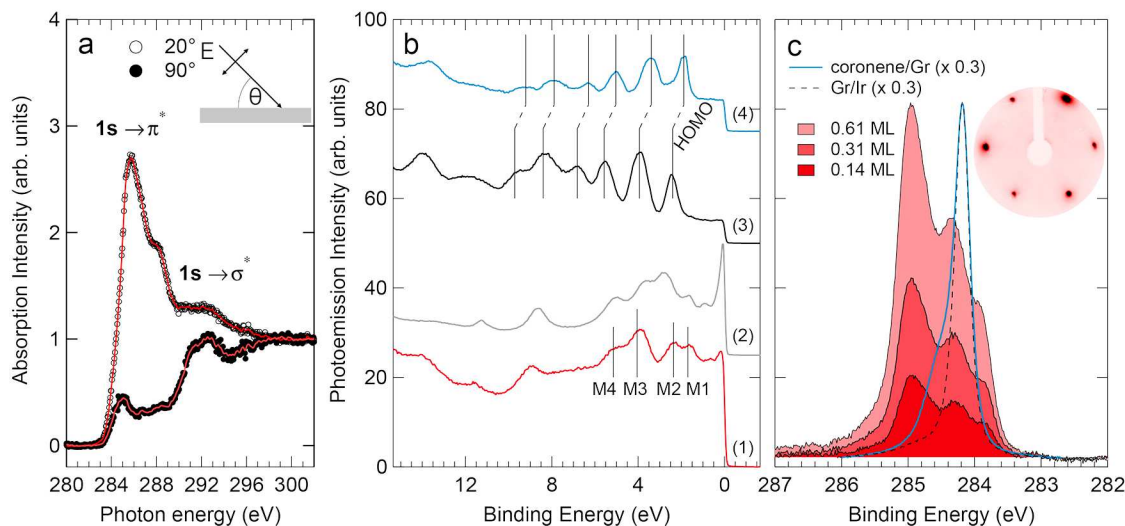 a
20°
90°
E
θ
1s → π*
1s → σ*
Absorption Intensity (arb. units)
3
2
1
0
280 284 288 292 296 300
Photon energy (eV)
b
Photoemission Intensity (arb. units)
100
80
60
40
20
0
(4)
HOMO
(3)
(2)
M4 M3 M2 M1
(1)
12 8 4 0
Binding Energy (eV)
c
coronene/Gr (x 0.3)
Gr/Ir (x 0.3)
0.61 ML
0.31 ML
0.14 ML
287 286 285 284 283 282
Binding Energy (eV)